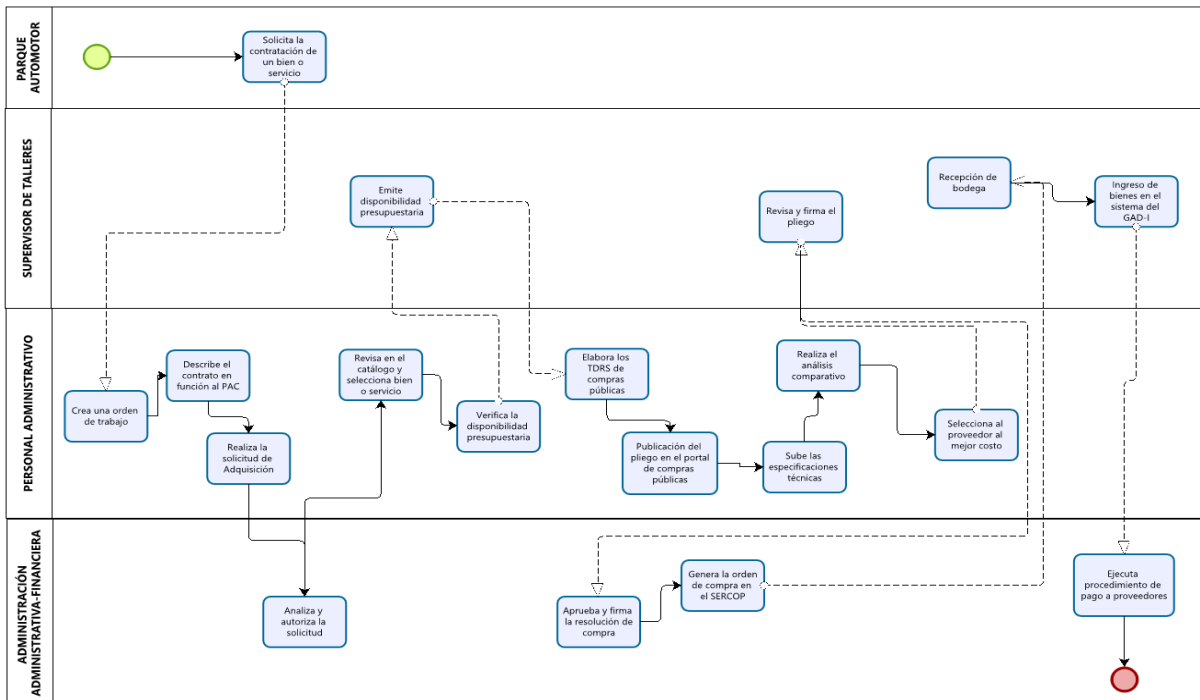 PARQUE
AUTOMOTOR
Solicita la
contratación de
un bien o
servicio
SUPERVISOR DE TALLERES
Emite
disponibilidad
presupuestaria
Revisa y firma el
pliego
Recepción de
bodega
Ingreso de
bienes en el
sistema del
GAD-I
PERSONAL ADMINISTRATIVO
Crea una orden
de trabajo
Describe el
contrato en
función al PAC
Realiza la
solicitud de
Adquisición
Revisa en el
catálogo y
selecciona bien
o servicio
Verifica la
disponibilidad
presupuestaria
Elabora los
TDRS de
compras
públicas
Publicación del
pliego en el portal
de compras
públicas
Sube las
especificaciones
técnicas
Realiza el
análisis
comparativo
Selecciona al
proveedor al
mejor costo
ADMINISTRACIÓN
ADMINISTRATIVA-FINANCIERA
Analiza y
autoriza la
solicitud
Aprueba y firma
la resolución de
compra
Genera la orden
de compra en
el SERCOP
Ejecuta
procedimiento de
pago a proveedores